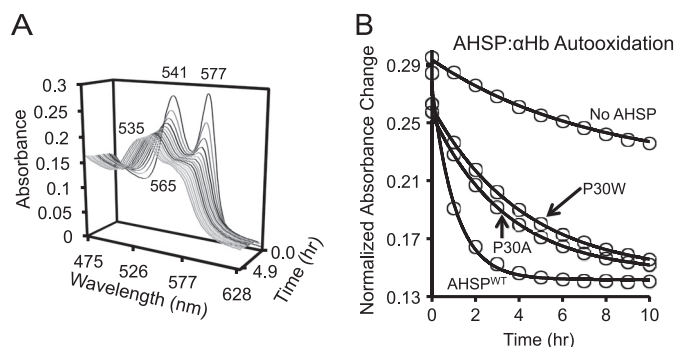 A
Absorbance
0.3
0.25
0.2
0.15
0.1
0.05
0
541
577
535
565
475
526
577
628
Wavelength (nm)
0.0
4.9
Time (hr)
B
AHSP:αHb Autooxidation
Normalized Absorbance Change
0.29
0.25
0.21
0.17
0.13
No AHSP
P30W
P30A
AHSPᵂᵀ
0
2
4
6
8
10
Time (hr)